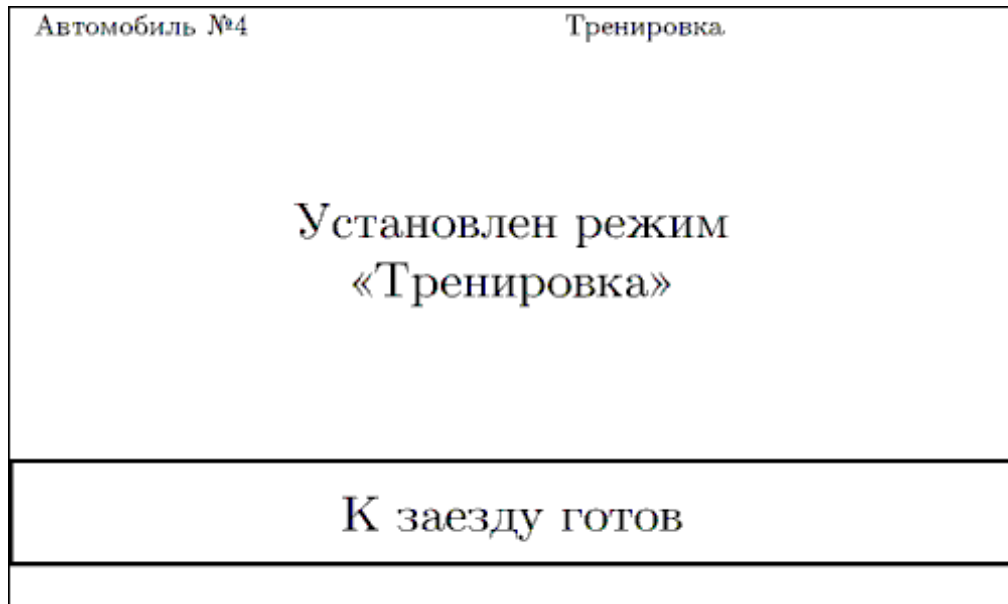 Автомобиль №4 Тренировка
Установлен режим
«Тренировка»
К заезду готов